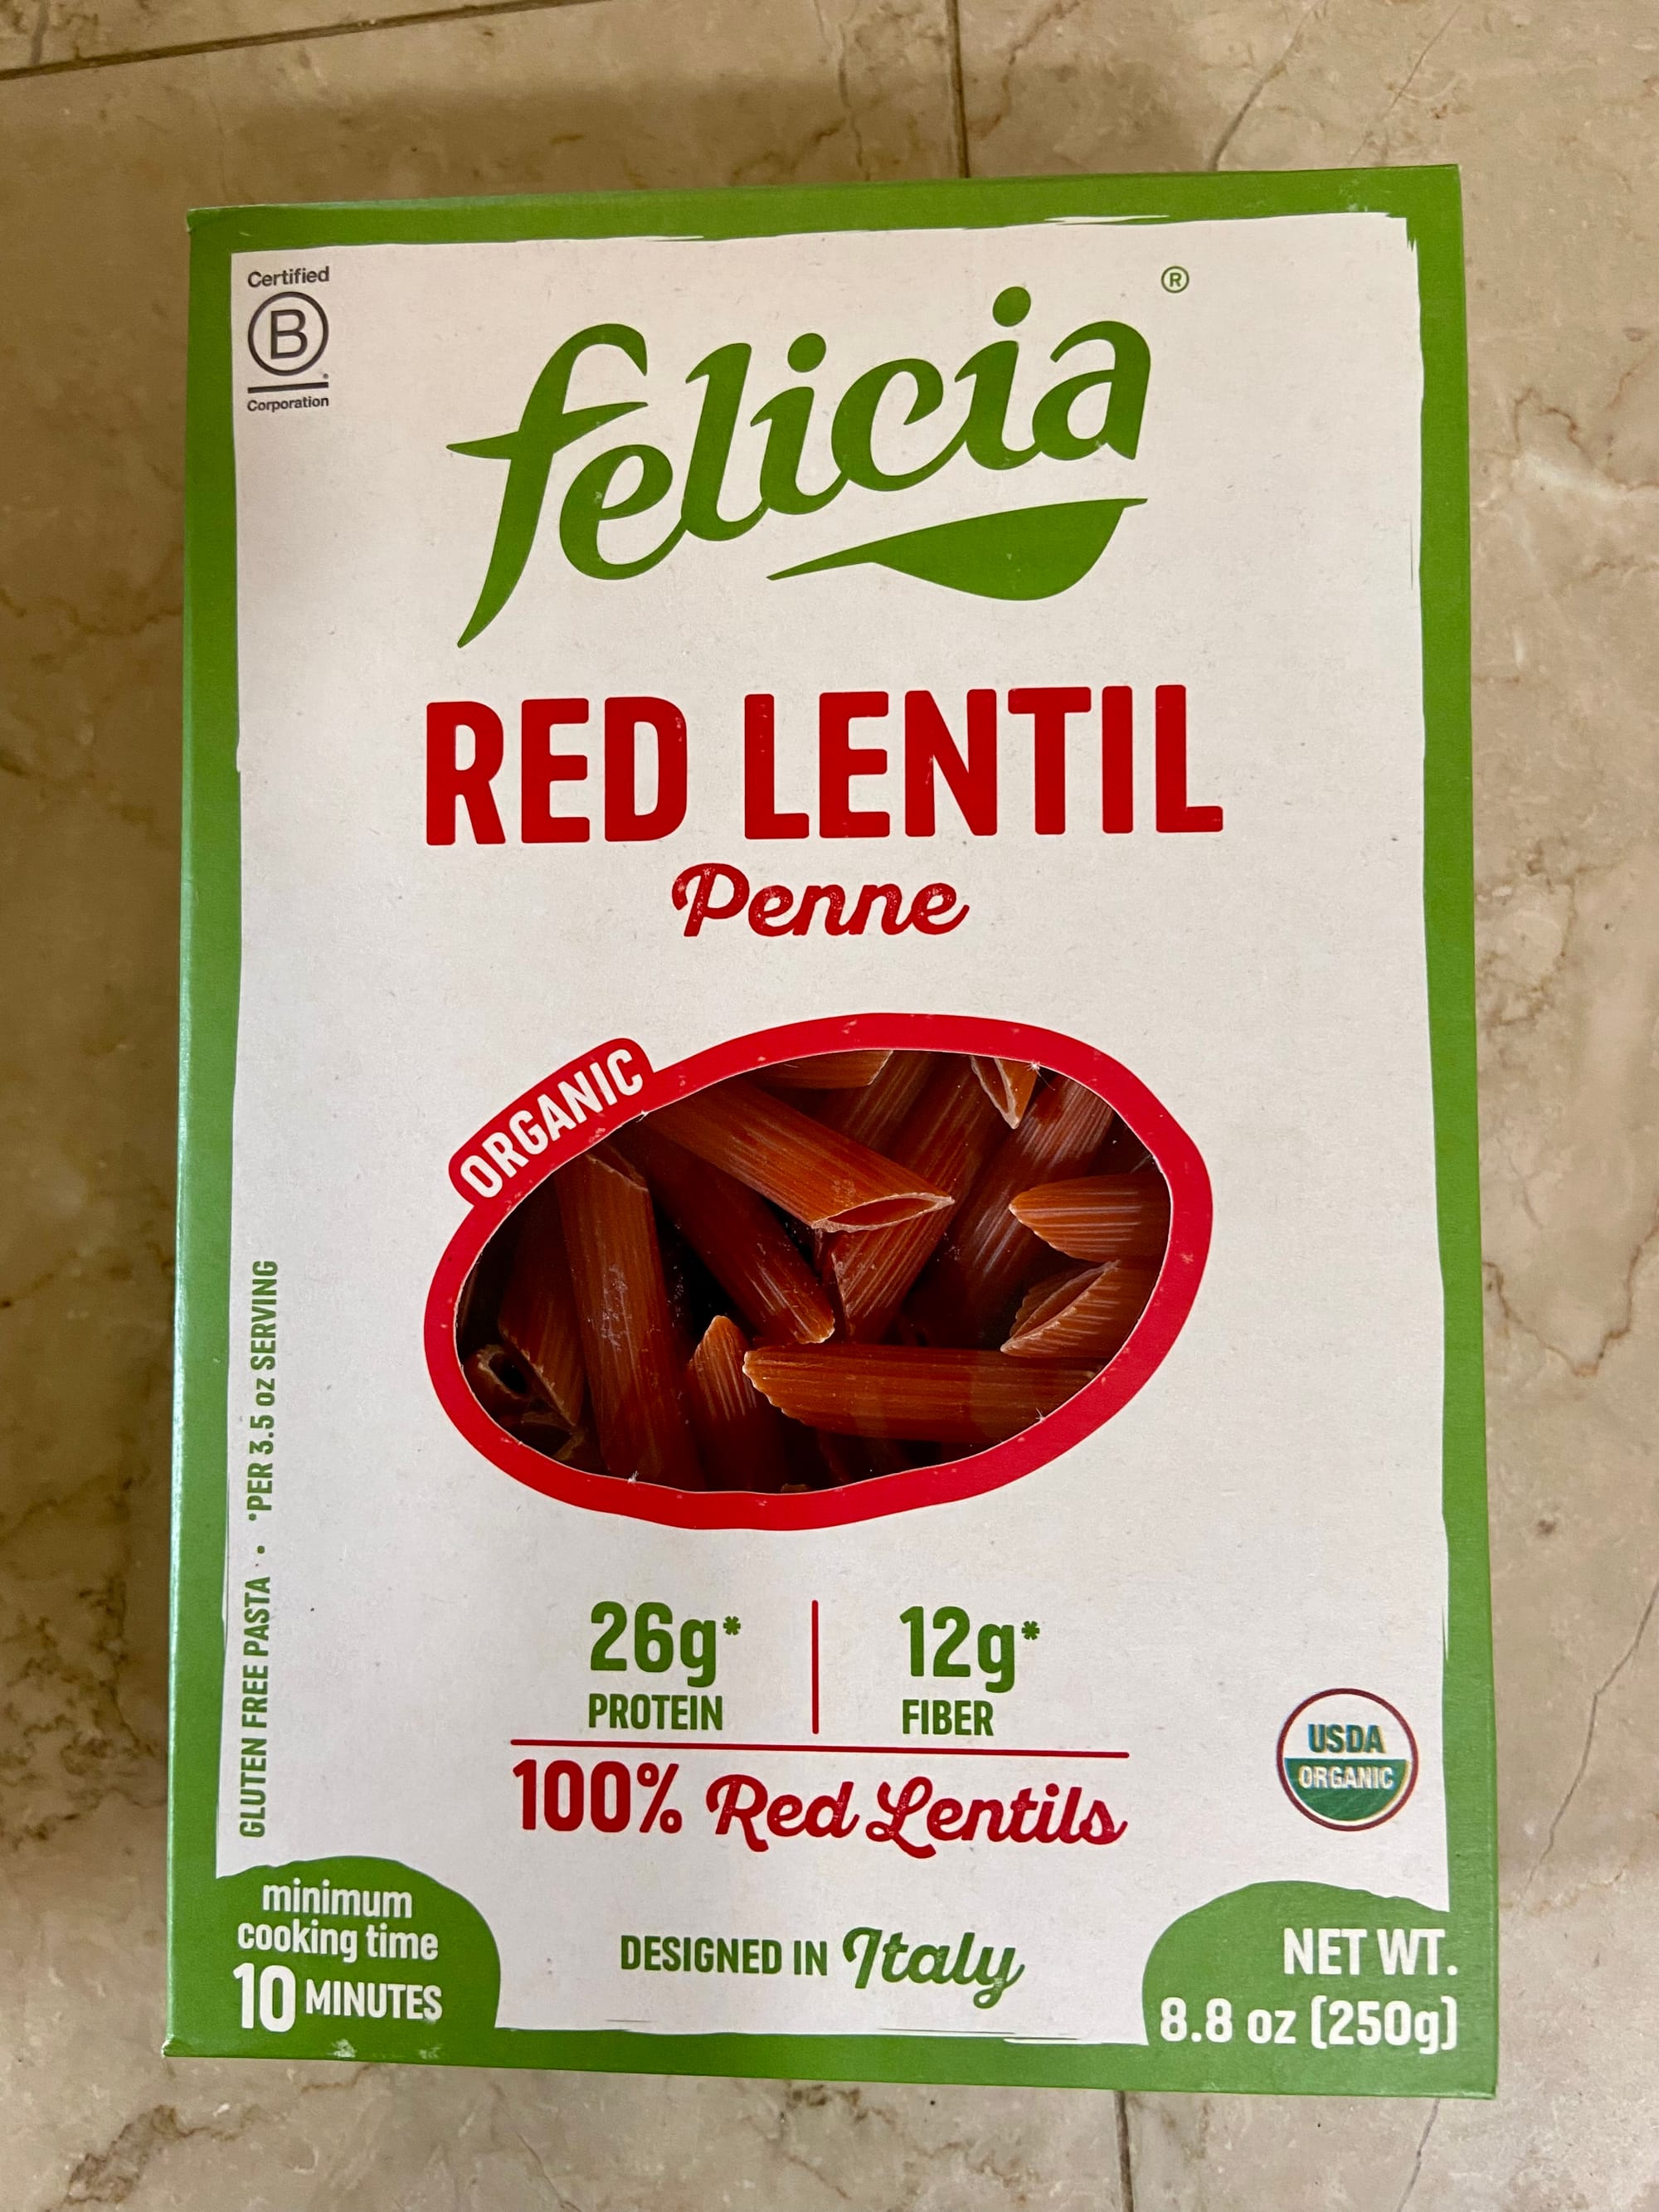 Certified
B
Corporation
felicia®
RED LENTIL
Penne
ORGANIC
GLUTEN FREE PASTA • *PER 3.5 oz SERVING
26g* 12g*
PROTEIN FIBER
100% Red Lentils
USDA
ORGANIC
minimum
cooking time
10 MINUTES
DESIGNED IN Italy
NET WT.
8.8 oz (250g)